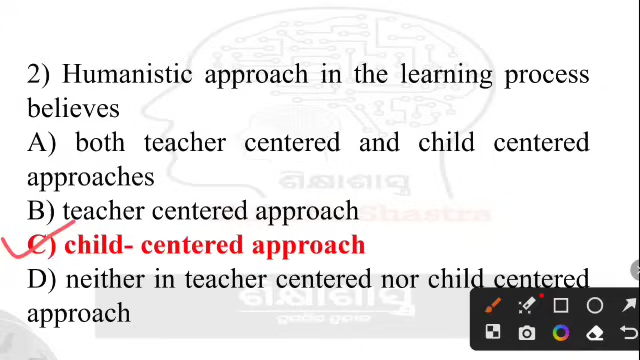 2) Humanistic approach in the learning process
believes
A) both teacher centered and child centered
approaches
ଶିକ୍ଷାଶାସ୍ତ୍ର
B) teacher centered approach
Shastra
C) child- centered approach
D) neither in teacher centered nor child centered
ଶିକ୍ଷାଶାସ୍ତ୍ର
approach